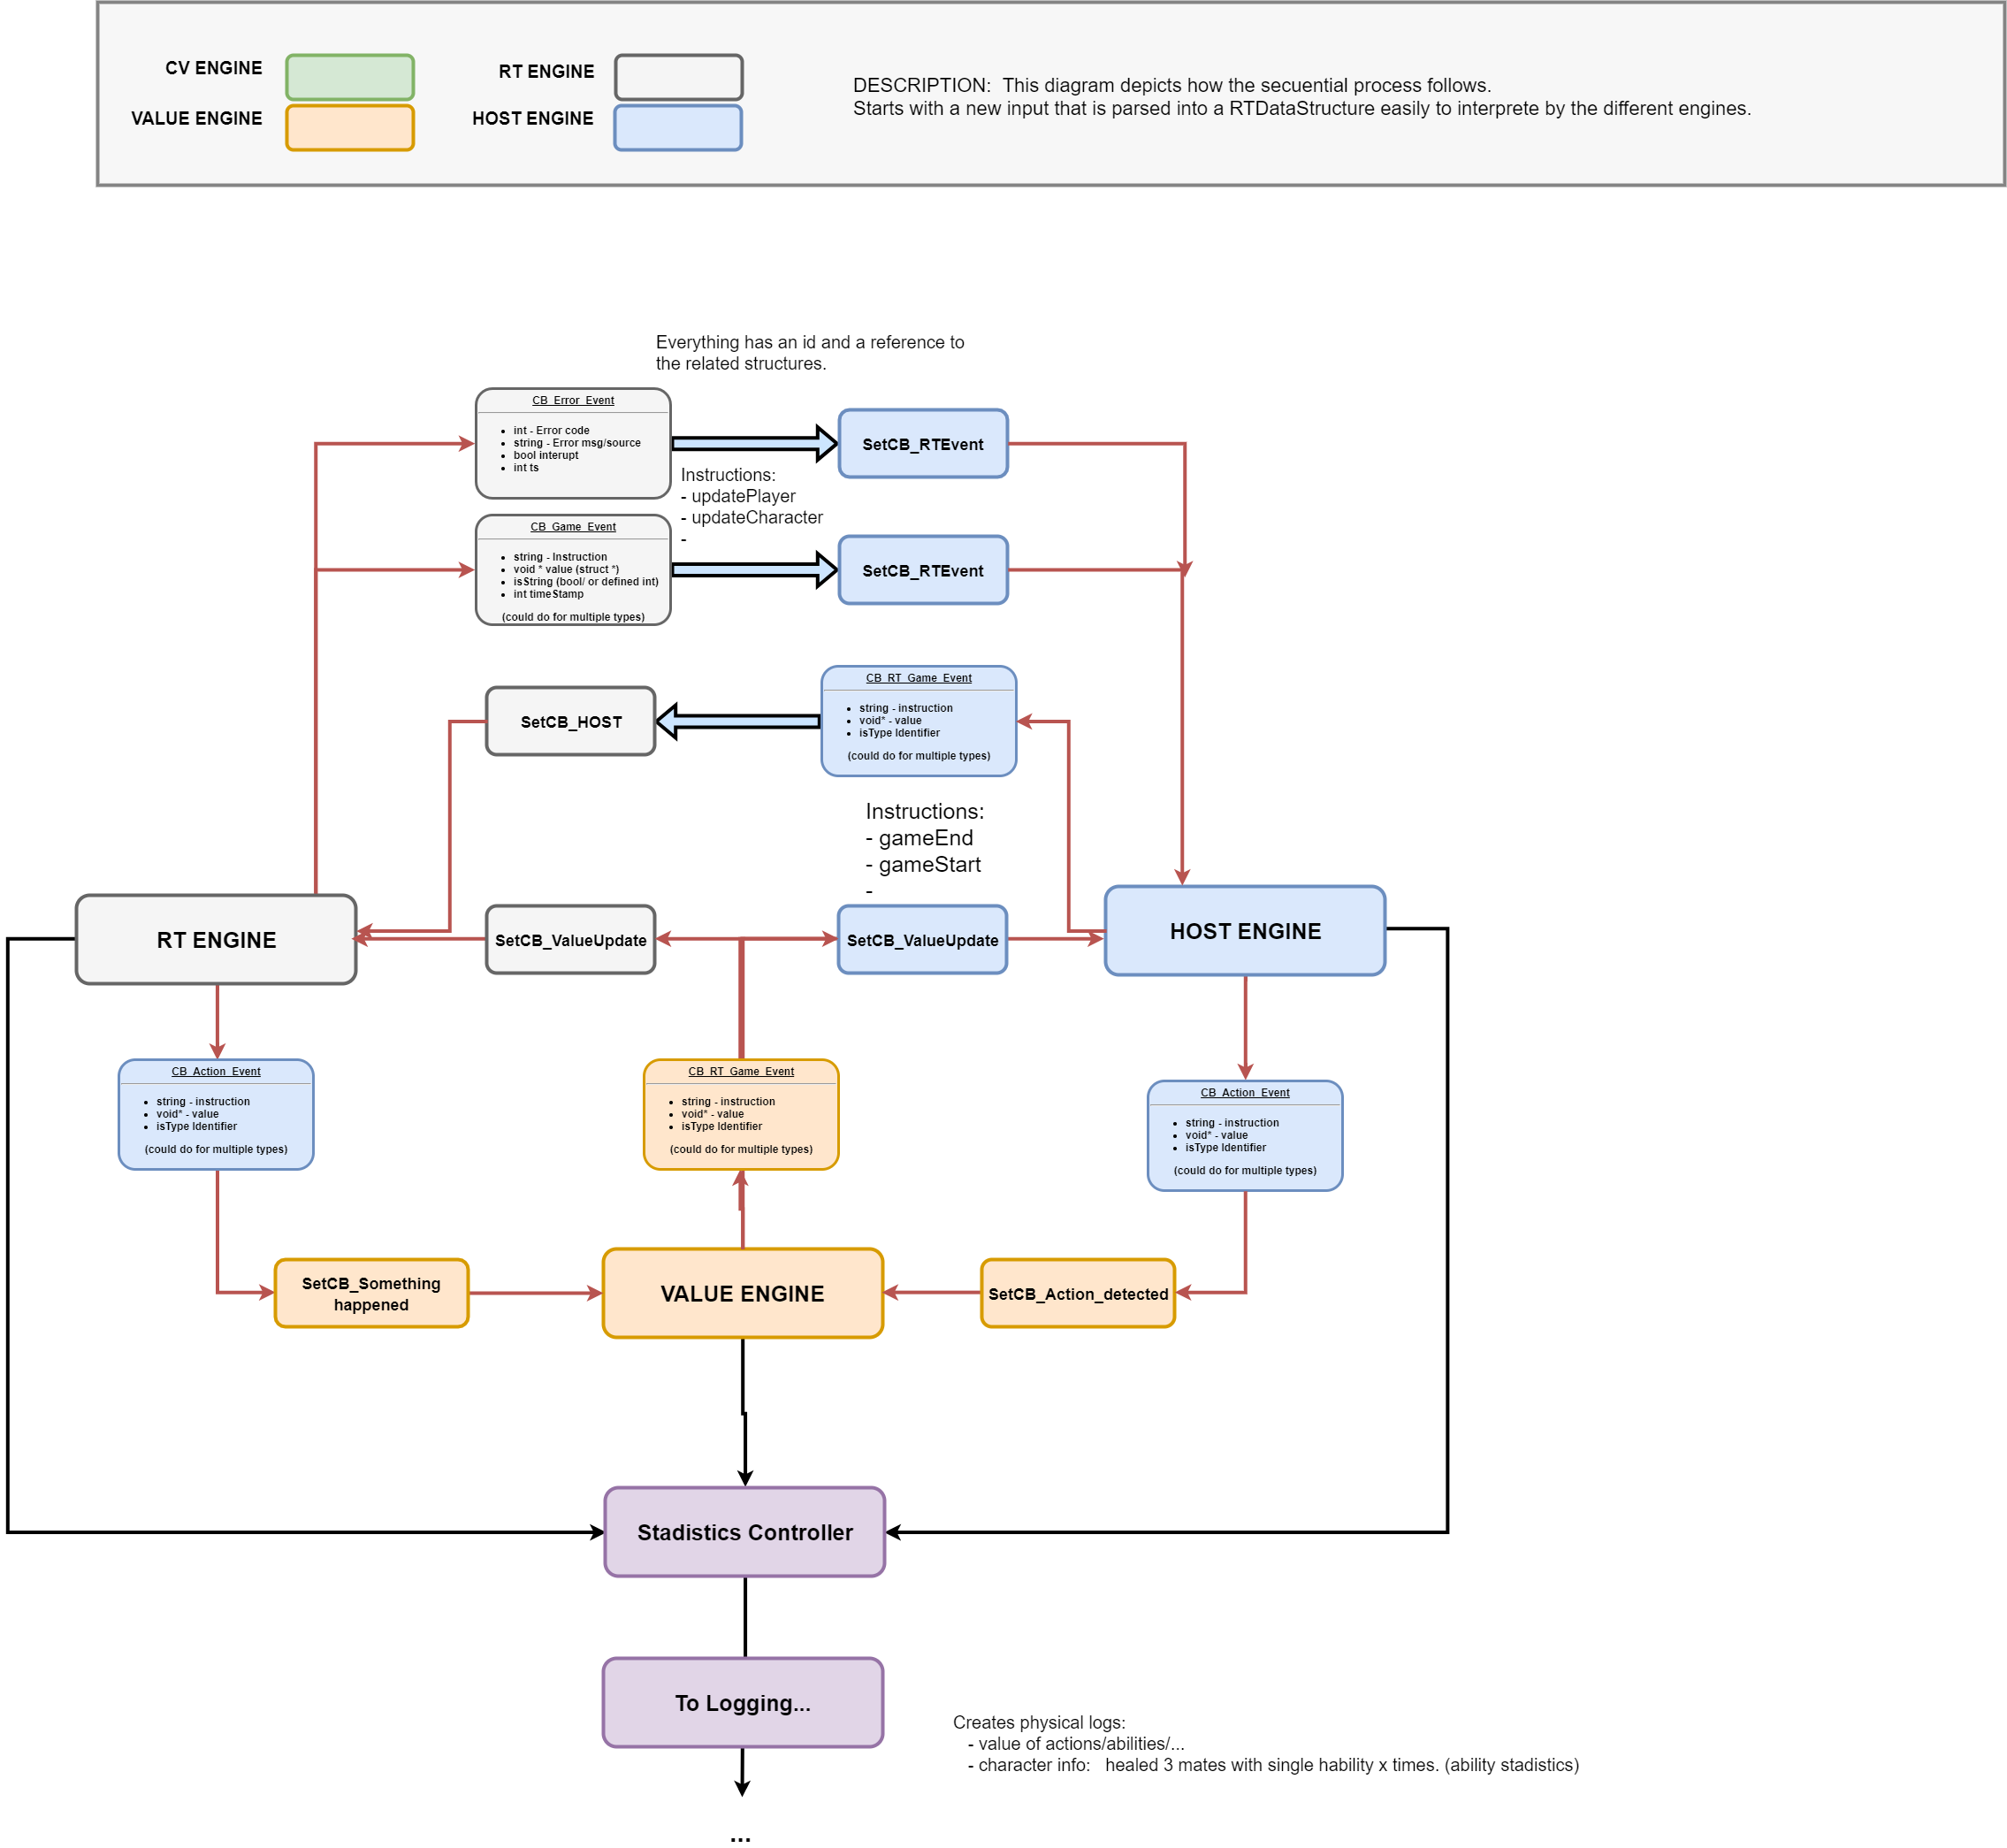 CV ENGINE
RT ENGINE
VALUE ENGINE
HOST ENGINE
DESCRIPTION:  This diagram depicts how the secuential process follows.
Starts with a new input that is parsed into a RTDataStructure easily to interprete by the different engines.
Everything has an id and a reference to
the related structures.
CB_Error_Event
int - Error code
string - Error msg/source
bool interupt
int ts
SetCB_RTEvent
Instructions:
- updatePlayer
- updateCharacter
-
CB_Game_Event
string - Instruction
void * value (struct *)
isString (bool/ or defined int)
int timeStamp
(could do for multiple types)
SetCB_RTEvent
SetCB_HOST
CB_RT_Game_Event
string - instruction
void* - value
isType Identifier
(could do for multiple types)
Instructions:
- gameEnd
- gameStart
-
RT ENGINE
SetCB_ValueUpdate
SetCB_ValueUpdate
HOST ENGINE
CB_Action_Event
string - instruction
void* - value
isType Identifier
(could do for multiple types)
CB_RT_Game_Event
string - instruction
void* - value
isType Identifier
(could do for multiple types)
CB_Action_Event
string - instruction
void* - value
isType Identifier
(could do for multiple types)
SetCB_Something
happened
VALUE ENGINE
SetCB_Action_detected
Stadistics Controller
To Logging...
Creates physical logs:
- value of actions/abilities/...
- character info:   healed 3 mates with single hability x times. (ability stadistics)
...